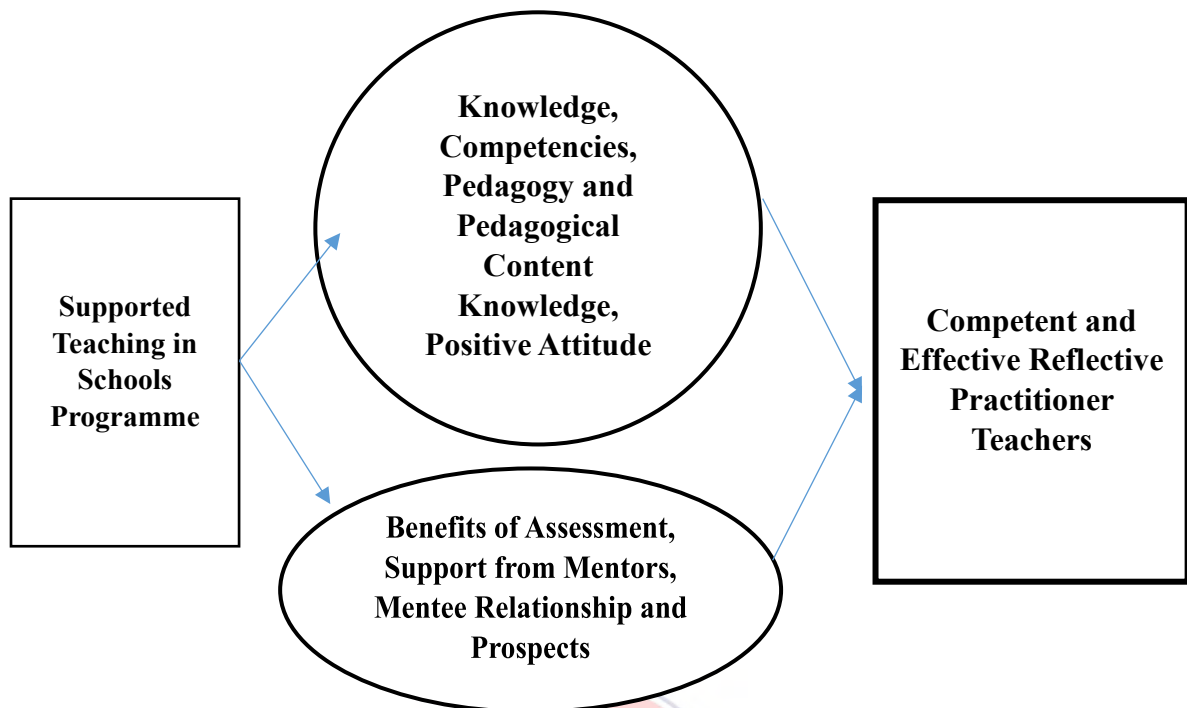 Supported
Teaching in
Schools
Programme
Knowledge,
Competencies,
Pedagogy and
Pedagogical
Content
Knowledge,
Positive Attitude
Benefits of Assessment,
Support from Mentors,
Mentee Relationship and
Prospects
Competent and
Effective Reflective
Practitioner
Teachers